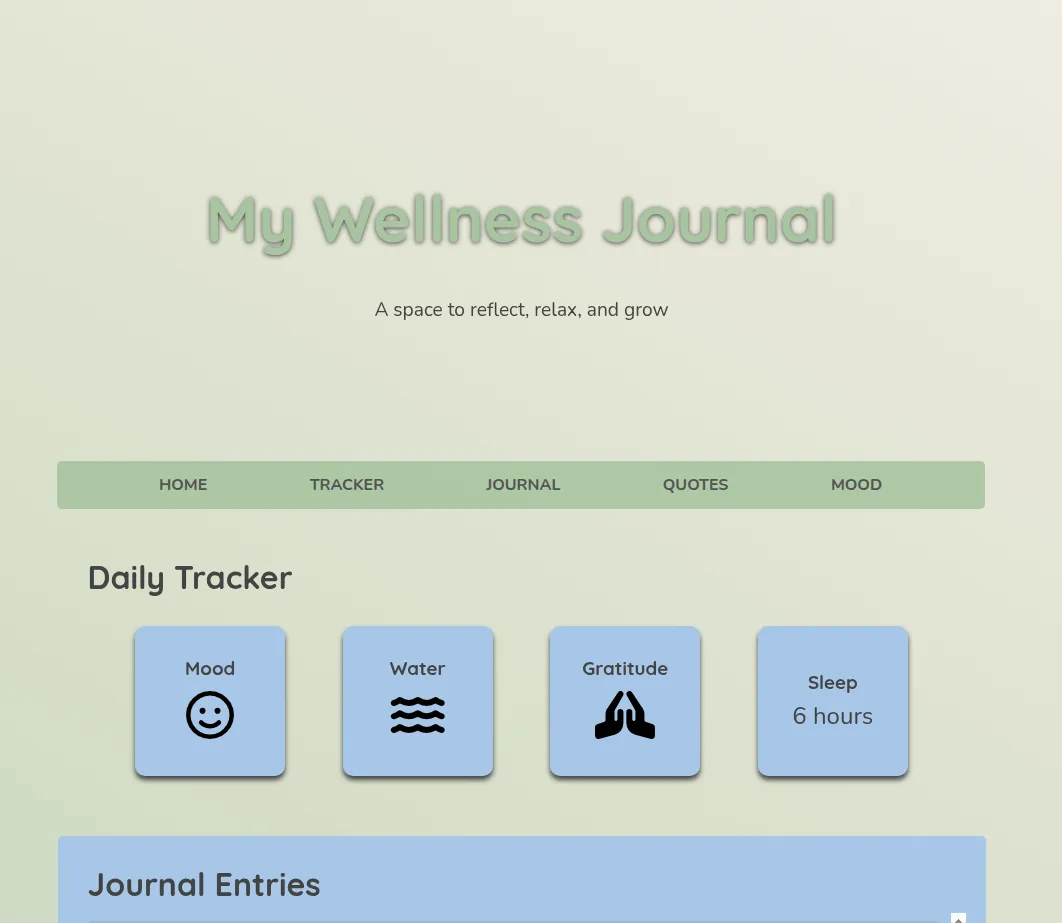 My Wellness Journal
A space to reflect, relax, and grow
HOME TRACKER JOURNAL QUOTES MOOD
Daily Tracker
Mood
Water
Gratitude
Sleep
6 hours
Journal Entries